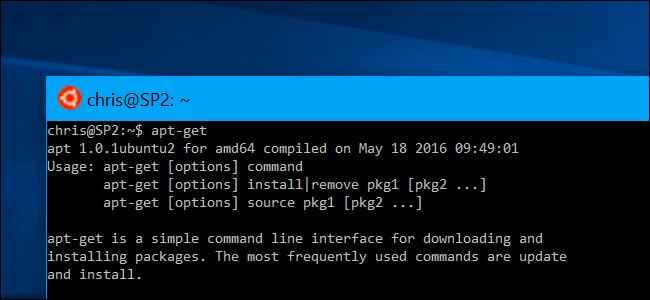 chris@SP2: ~
chris@SP2:~$ apt-get
apt 1.0.1ubuntu2 for amd64 compiled on May 18 2016 09:49:01
Usage: apt-get [options] command
       apt-get [options] install|remove pkg1 [pkg2 ...]
       apt-get [options] source pkg1 [pkg2 ...]

apt-get is a simple command line interface for downloading and
installing packages. The most frequently used commands are update
and install.